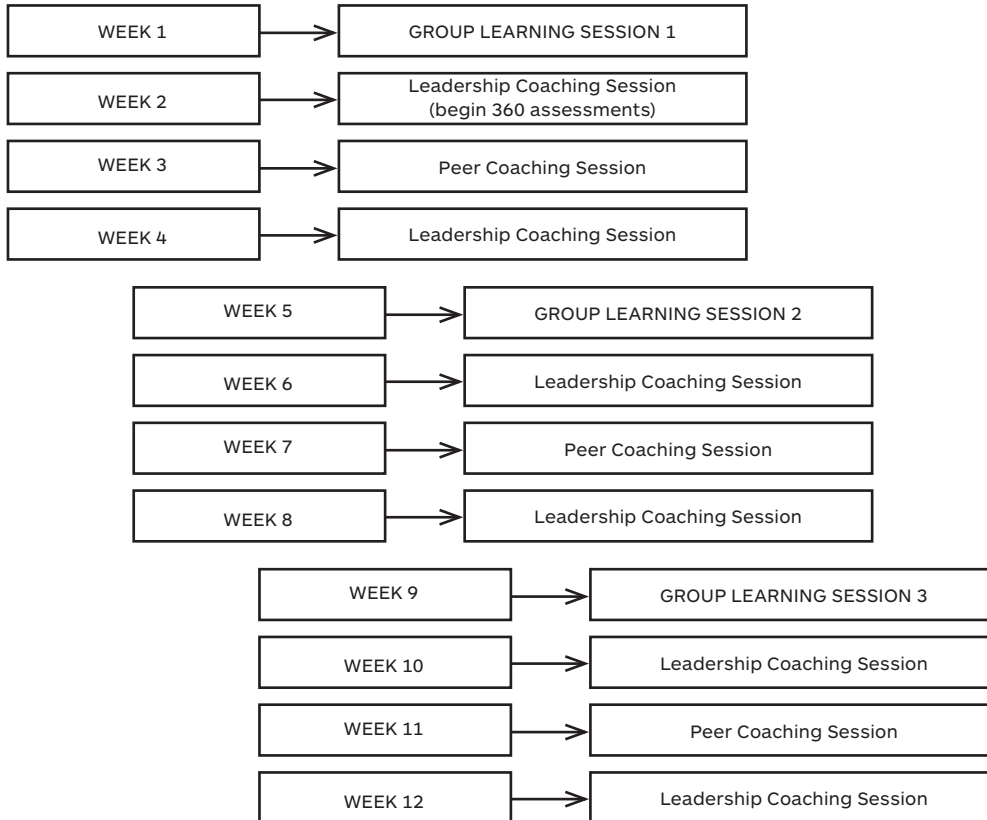 WEEK 1
GROUP LEARNING SESSION 1
WEEK 2
Leadership Coaching Session
(begin 360 assessments)
WEEK 3
Peer Coaching Session
WEEK 4
Leadership Coaching Session
WEEK 5
GROUP LEARNING SESSION 2
WEEK 6
Leadership Coaching Session
WEEK 7
Peer Coaching Session
WEEK 8
Leadership Coaching Session
WEEK 9
GROUP LEARNING SESSION 3
WEEK 10
Leadership Coaching Session
WEEK 11
Peer Coaching Session
WEEK 12
Leadership Coaching Session